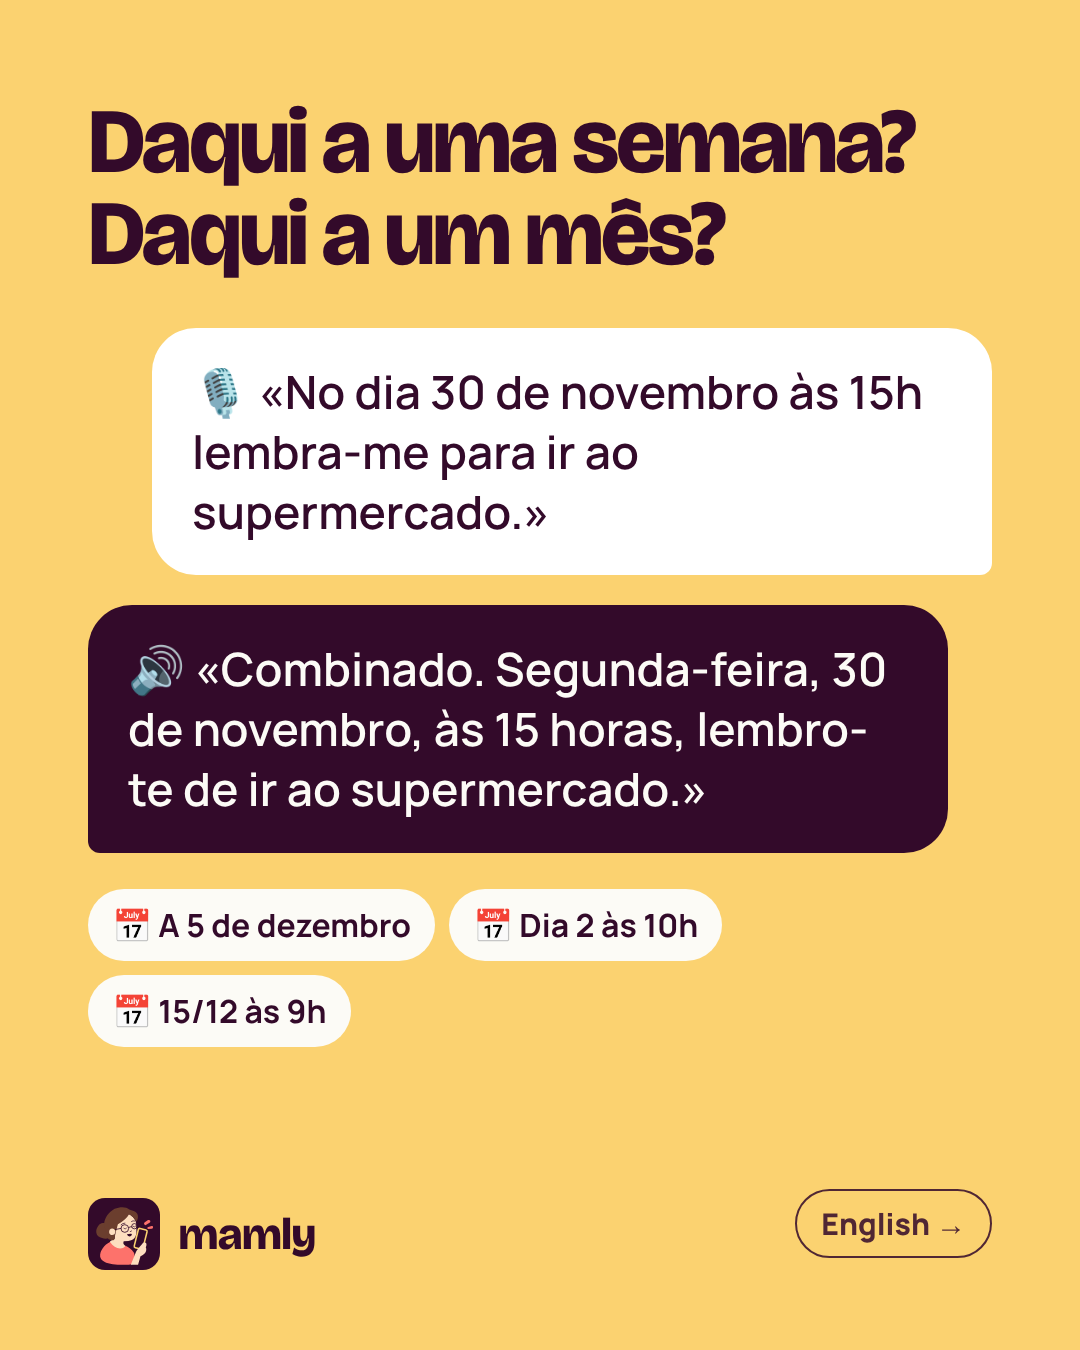 Daqui a uma semana?
Daqui a um mês?
🎙️ «No dia 30 de novembro às 15h
lembra-me para ir ao
supermercado.»
🔊 «Combinado. Segunda-feira, 30
de novembro, às 15 horas, lembro-
te de ir ao supermercado.»
📅 A 5 de dezembro
📅 Dia 2 às 10h
📅 15/12 às 9h
mamly
English →